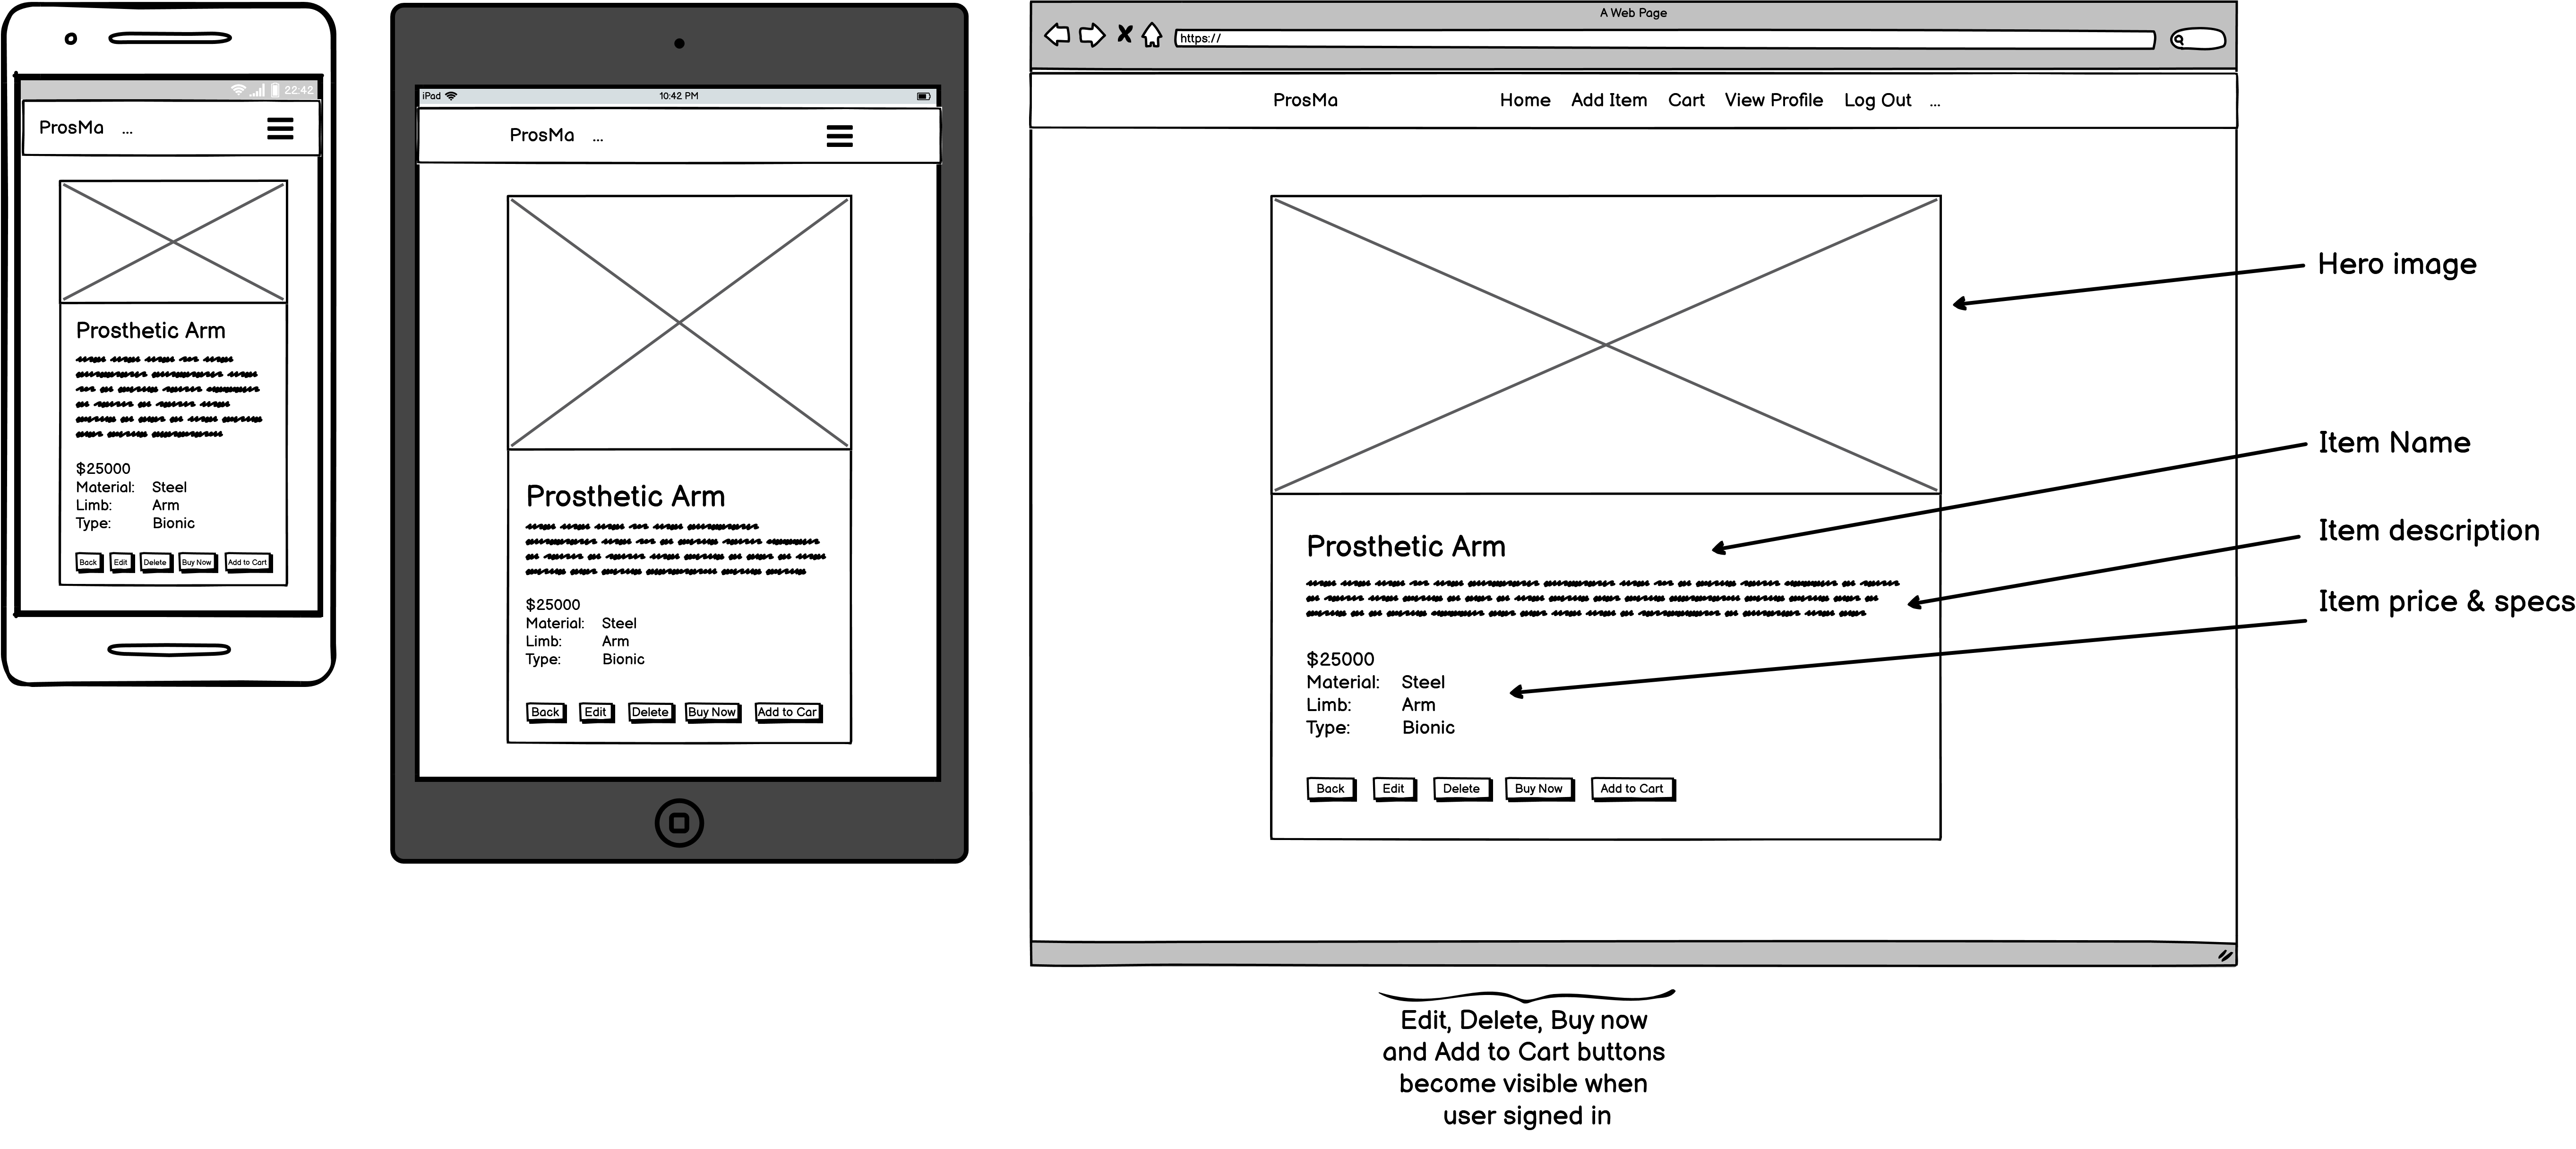 22:42
ProsMa ...
Prosthetic Arm
$25000
Material: Steel
Limb: Arm
Type: Bionic
Back Edit Delete Buy Now Add to Cart
iPad 10:42 PM
ProsMa ...
Prosthetic Arm
$25000
Material: Steel
Limb: Arm
Type: Bionic
Back Edit Delete Buy Now Add to Car
A Web Page
https://
ProsMa Home Add Item Cart View Profile Log Out ...
Prosthetic Arm
$25000
Material: Steel
Limb: Arm
Type: Bionic
Back Edit Delete Buy Now Add to Cart
Hero image
Item Name
Item description
Item price & specs
Edit, Delete, Buy now
and Add to Cart buttons
become visible when
user signed in